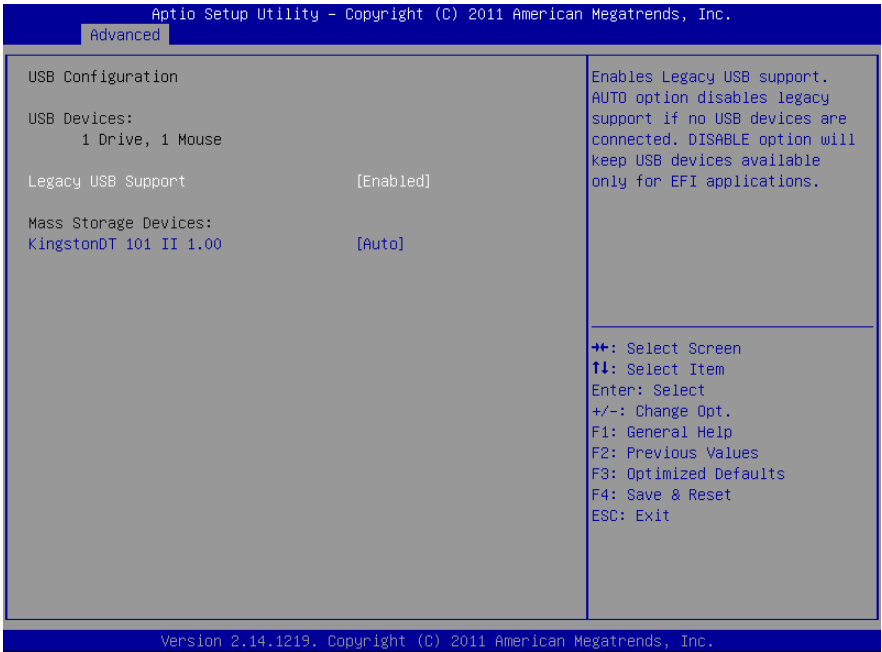 Aptio Setup Utility – Copyright (C) 2011 American Megatrends, Inc.
Advanced
USB Configuration
USB Devices:
1 Drive, 1 Mouse
Legacy USB Support [Enabled]
Mass Storage Devices:
KingstonDT 101 II 1.00 [Auto]
Enables Legacy USB support.
AUTO option disables legacy
support if no USB devices are
connected. DISABLE option will
keep USB devices available
only for EFI applications.
→←: Select Screen
↑↓: Select Item
Enter: Select
+/-: Change Opt.
F1: General Help
F2: Previous Values
F3: Optimized Defaults
F4: Save & Reset
ESC: Exit
Version 2.14.1219. Copyright (C) 2011 American Megatrends, Inc.